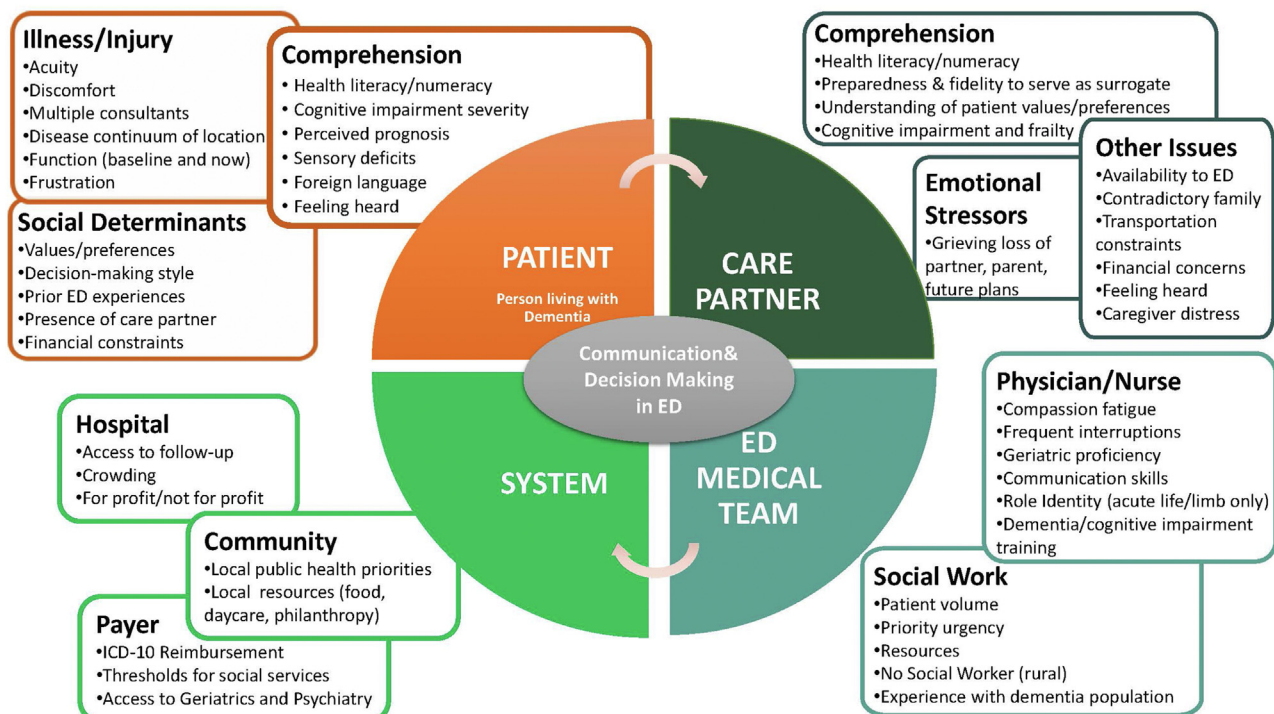 Illness/Injury
•Acuity
•Discomfort
•Multiple consultants
•Disease continuum of location
•Function (baseline and now)
•Frustration
Comprehension
• Health literacy/numeracy
• Cognitive impairment severity
• Perceived prognosis
• Sensory deficits
• Foreign language
• Feeling heard
Social Determinants
•Values/preferences
•Decision-making style
•Prior ED experiences
•Presence of care partner
•Financial constraints
PATIENT
Person living with
Dementia
Comprehension
•Health literacy/numeracy
•Preparedness & fidelity to serve as surrogate
•Understanding of patient values/preferences
•Cognitive impairment and frailty
Emotional
Stressors
•Grieving loss of
partner, parent,
future plans
Other Issues
•Availability to ED
•Contradictory family
•Transportation
constraints
•Financial concerns
•Feeling heard
•Caregiver distress
CARE
PARTNER
Communication&
Decision Making
in ED
Hospital
•Access to follow-up
•Crowding
•For profit/not for profit
Community
•Local public health priorities
•Local resources (food,
daycare, philanthropy)
Payer
•ICD-10 Reimbursement
•Thresholds for social services
•Access to Geriatrics and Psychiatry
SYSTEM
ED
MEDICAL
TEAM
Physician/Nurse
•Compassion fatigue
•Frequent interruptions
•Geriatric proficiency
•Communication skills
•Role Identity (acute life/limb only)
•Dementia/cognitive impairment
training
Social Work
•Patient volume
•Priority urgency
•Resources
•No Social Worker (rural)
•Experience with dementia population